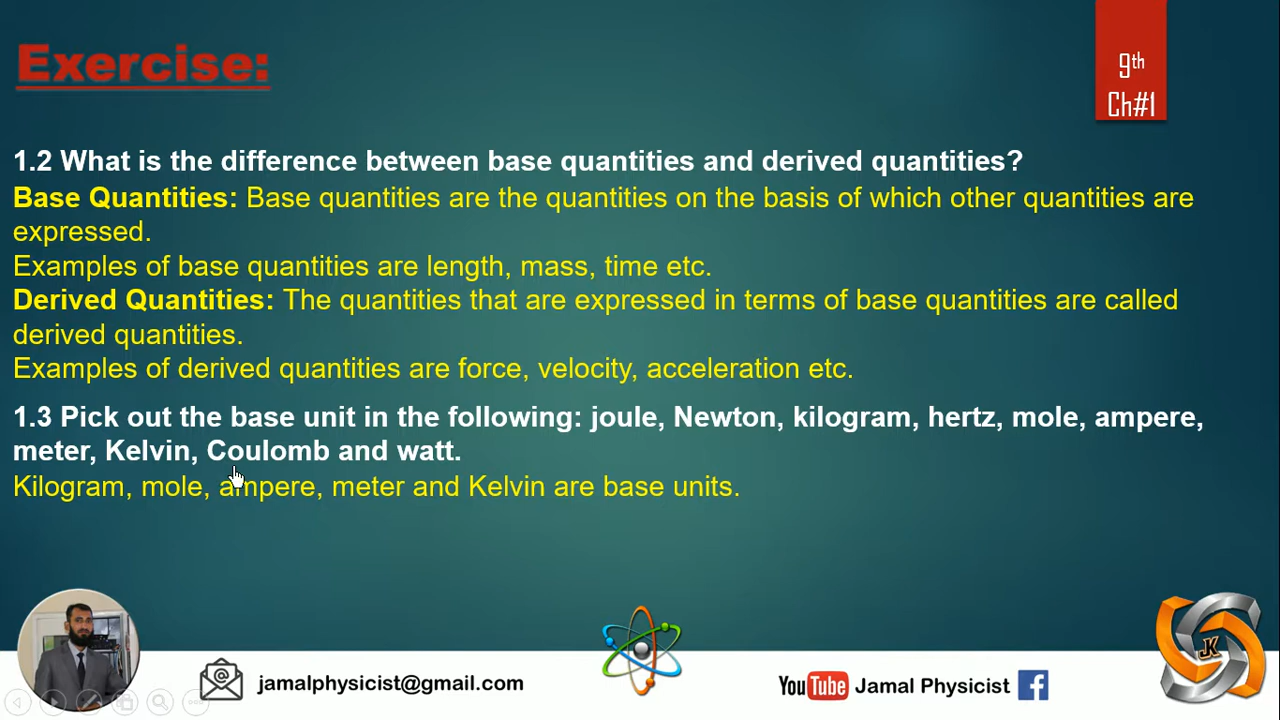 Exercise:
9th
Ch#1
1.2 What is the difference between base quantities and derived quantities?
Base Quantities: Base quantities are the quantities on the basis of which other quantities are
expressed.
Examples of base quantities are length, mass, time etc.
Derived Quantities: The quantities that are expressed in terms of base quantities are called
derived quantities.
Examples of derived quantities are force, velocity, acceleration etc.
1.3 Pick out the base unit in the following: joule, Newton, kilogram, hertz, mole, ampere,
meter, Kelvin, Coulomb and watt.
Kilogram, mole, ampere, meter and Kelvin are base units.
jamalphysicist@gmail.com
YouTube Jamal Physicist f
JK